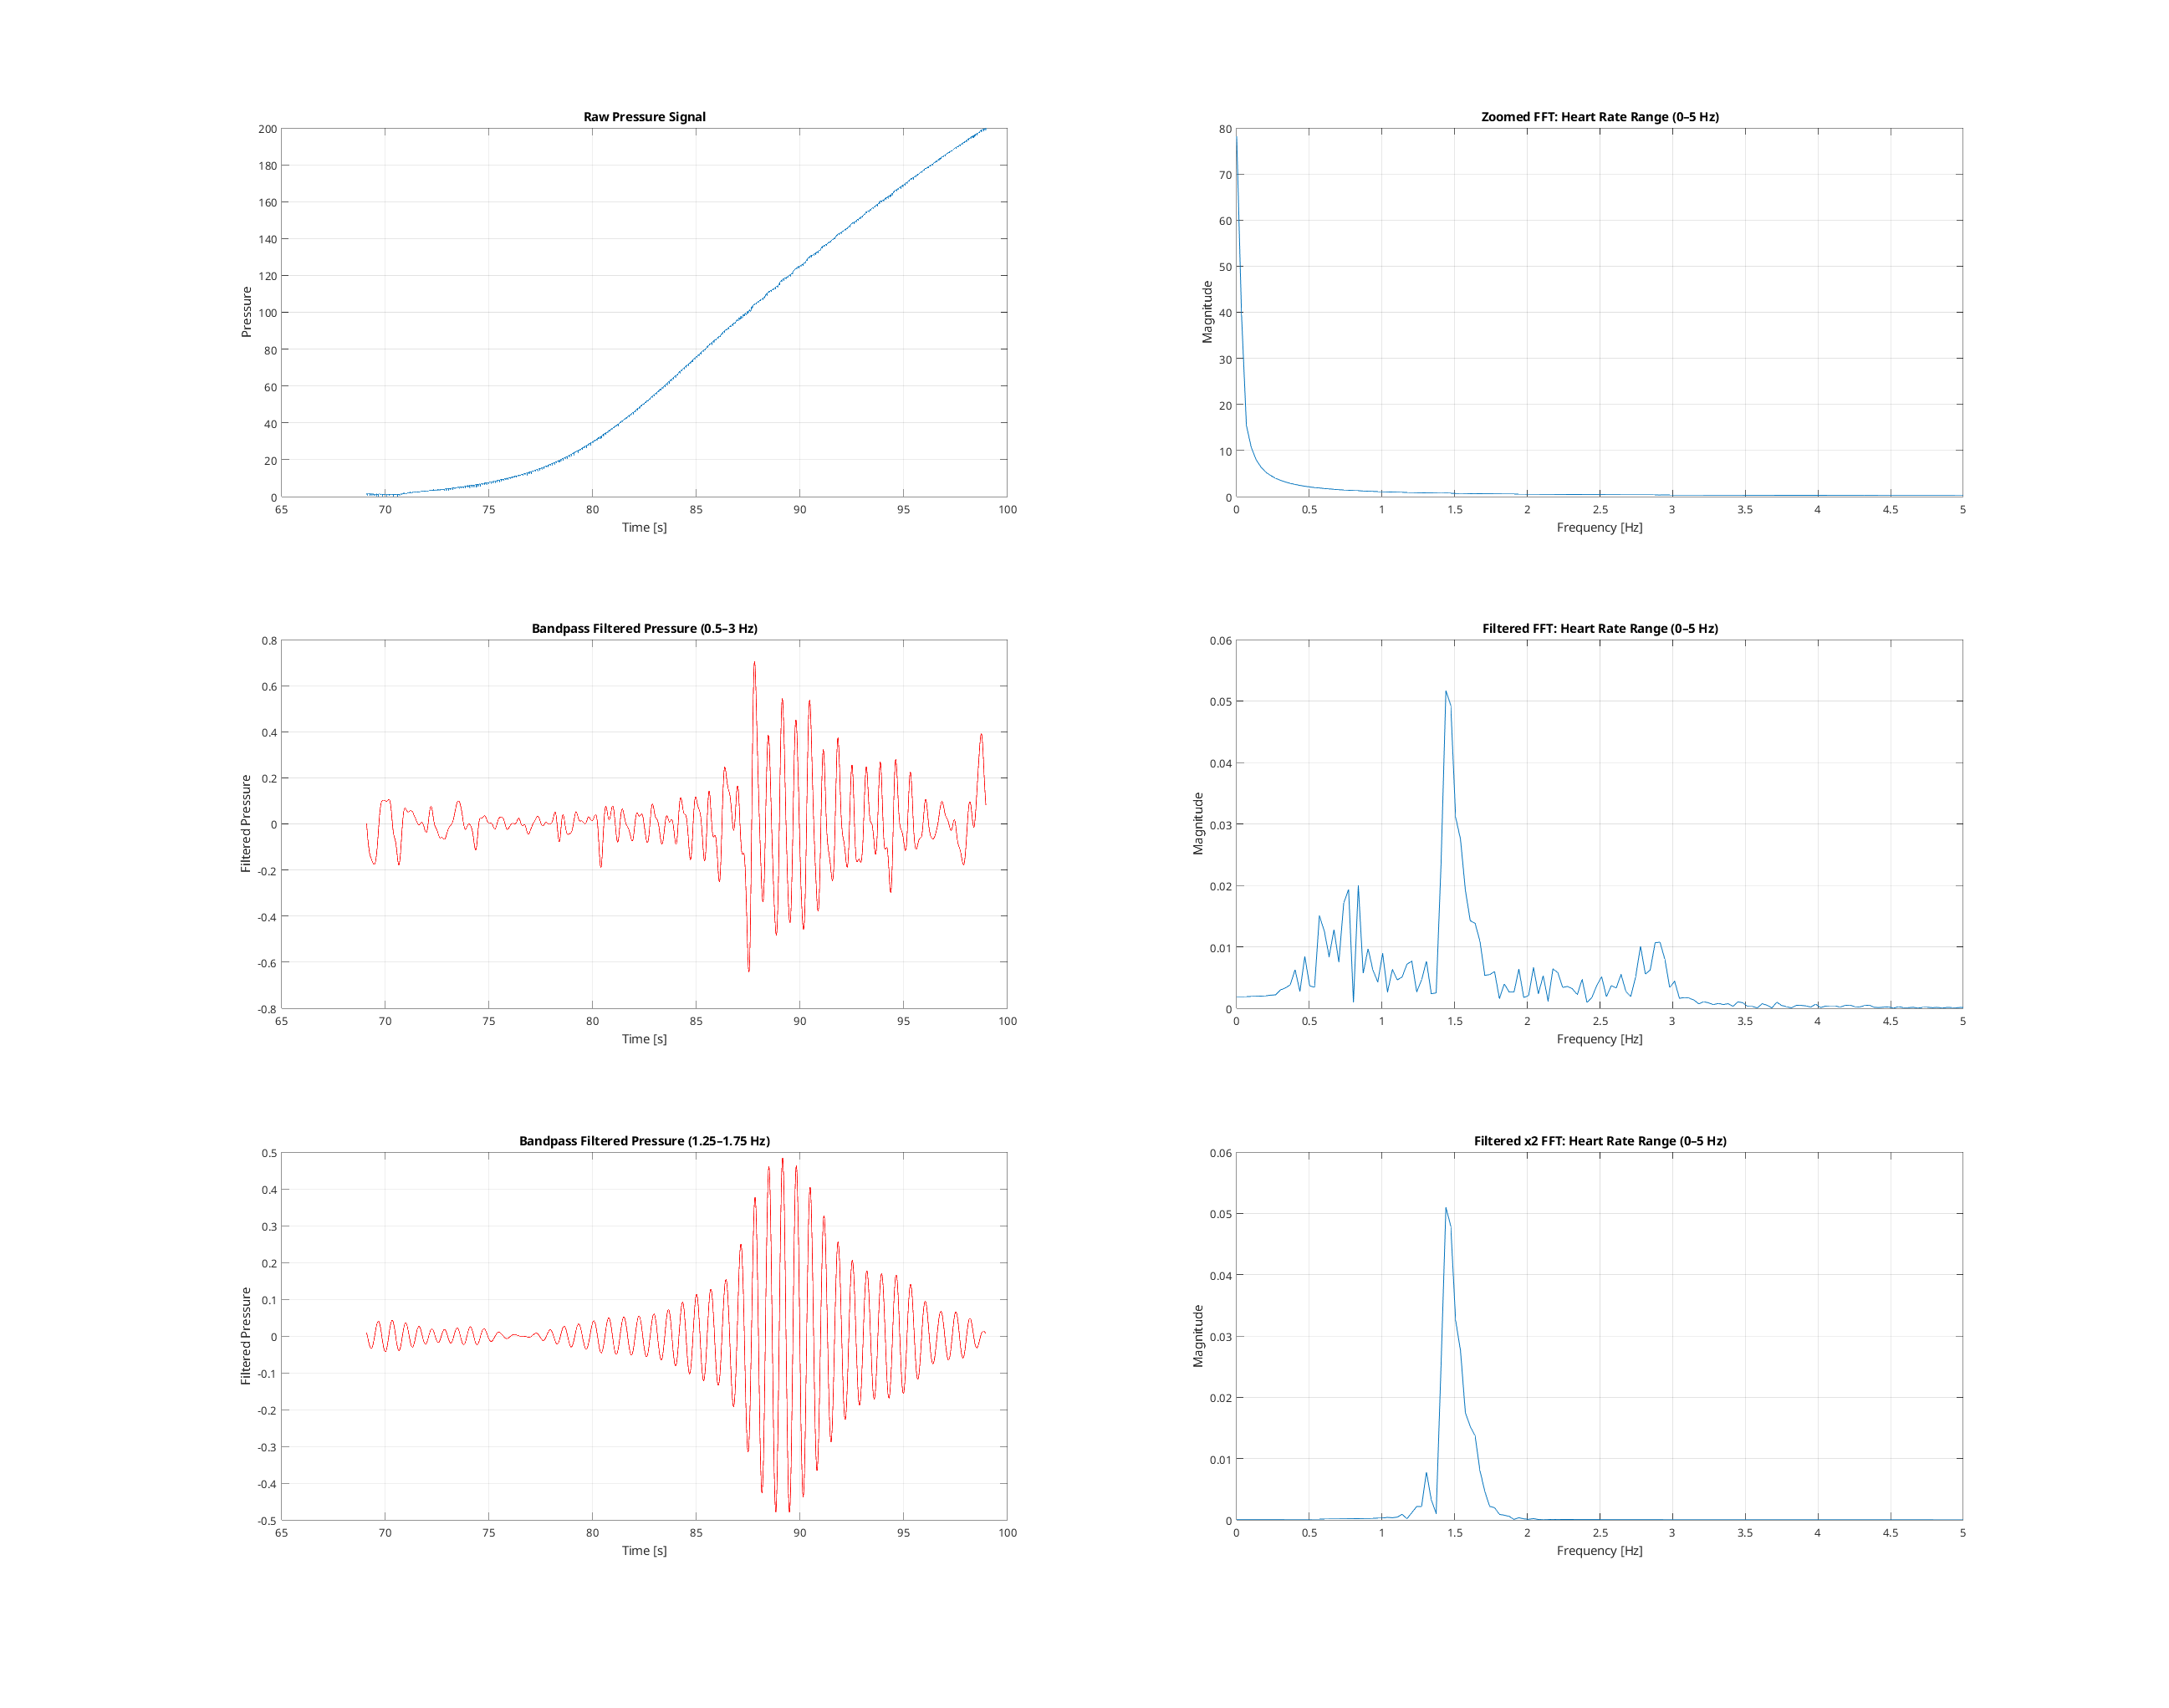 Raw Pressure Signal
Pressure
200
180
160
140
120
100
80
60
40
20
0
65 70 75 80 85 90 95 100
Time [s]
Zoomed FFT: Heart Rate Range (0–5 Hz)
Magnitude
80
70
60
50
40
30
20
10
0
0 0.5 1 1.5 2 2.5 3 3.5 4 4.5 5
Frequency [Hz]
Bandpass Filtered Pressure (0.5–3 Hz)
Filtered Pressure
0.8
0.6
0.4
0.2
0
-0.2
-0.4
-0.6
-0.8
65 70 75 80 85 90 95 100
Time [s]
Filtered FFT: Heart Rate Range (0–5 Hz)
Magnitude
0.06
0.05
0.04
0.03
0.02
0.01
0
0 0.5 1 1.5 2 2.5 3 3.5 4 4.5 5
Frequency [Hz]
Bandpass Filtered Pressure (1.25–1.75 Hz)
Filtered Pressure
0.5
0.4
0.3
0.2
0.1
0
-0.1
-0.2
-0.3
-0.4
-0.5
65 70 75 80 85 90 95 100
Time [s]
Filtered x2 FFT: Heart Rate Range (0–5 Hz)
Magnitude
0.06
0.05
0.04
0.03
0.02
0.01
0
0 0.5 1 1.5 2 2.5 3 3.5 4 4.5 5
Frequency [Hz]